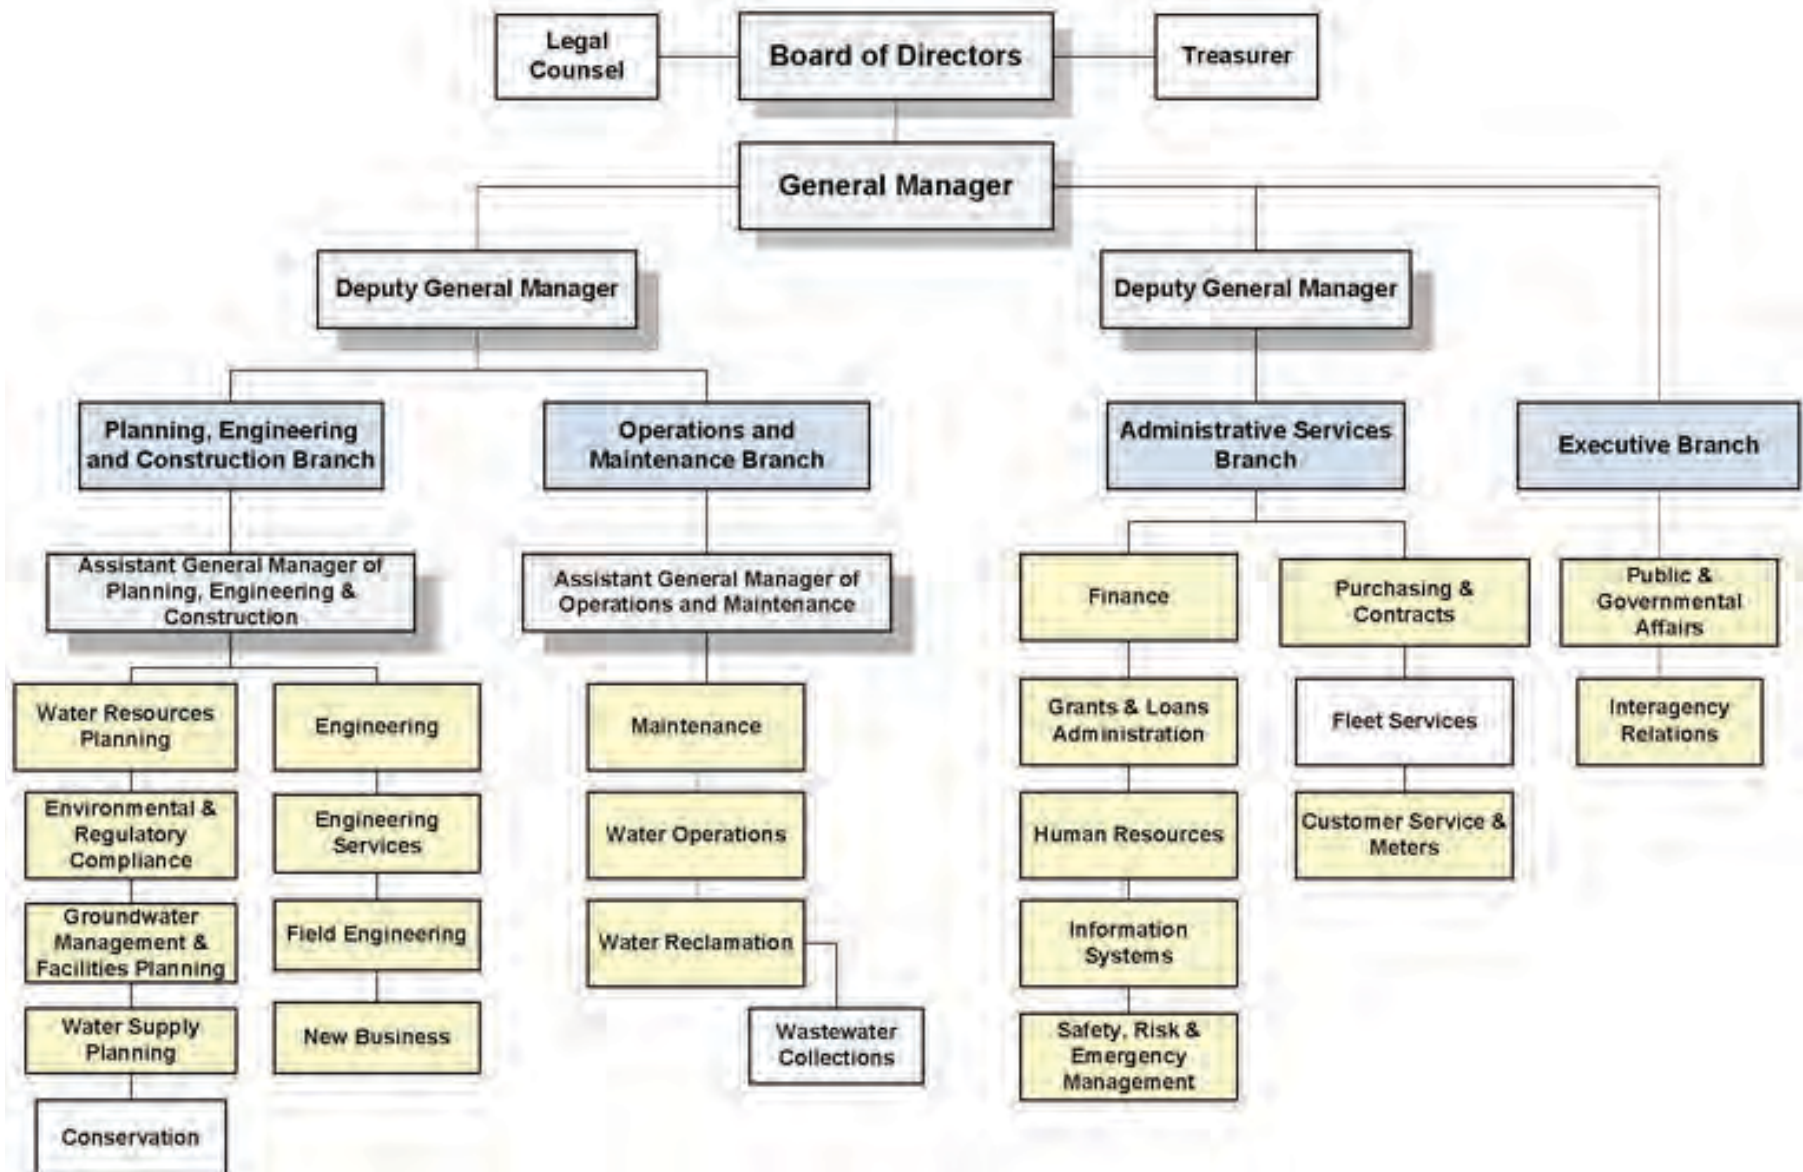 Legal
Counsel
Board of Directors
Treasurer
General Manager
Deputy General Manager
Deputy General Manager
Planning, Engineering
and Construction Branch
Operations and
Maintenance Branch
Administrative Services
Branch
Executive Branch
Assistant General Manager of
Planning, Engineering &
Construction
Assistant General Manager of
Operations and Maintenance
Finance
Purchasing &
Contracts
Public &
Governmental
Affairs
Water Resources
Planning
Engineering
Maintenance
Grants & Loans
Administration
Fleet Services
Interagency
Relations
Environmental &
Regulatory
Compliance
Engineering
Services
Water Operations
Human Resources
Customer Service &
Meters
Groundwater
Management &
Facilities Planning
Field Engineering
Water Reclamation
Information
Systems
Water Supply
Planning
New Business
Wastewater
Collections
Safety, Risk &
Emergency
Management
Conservation